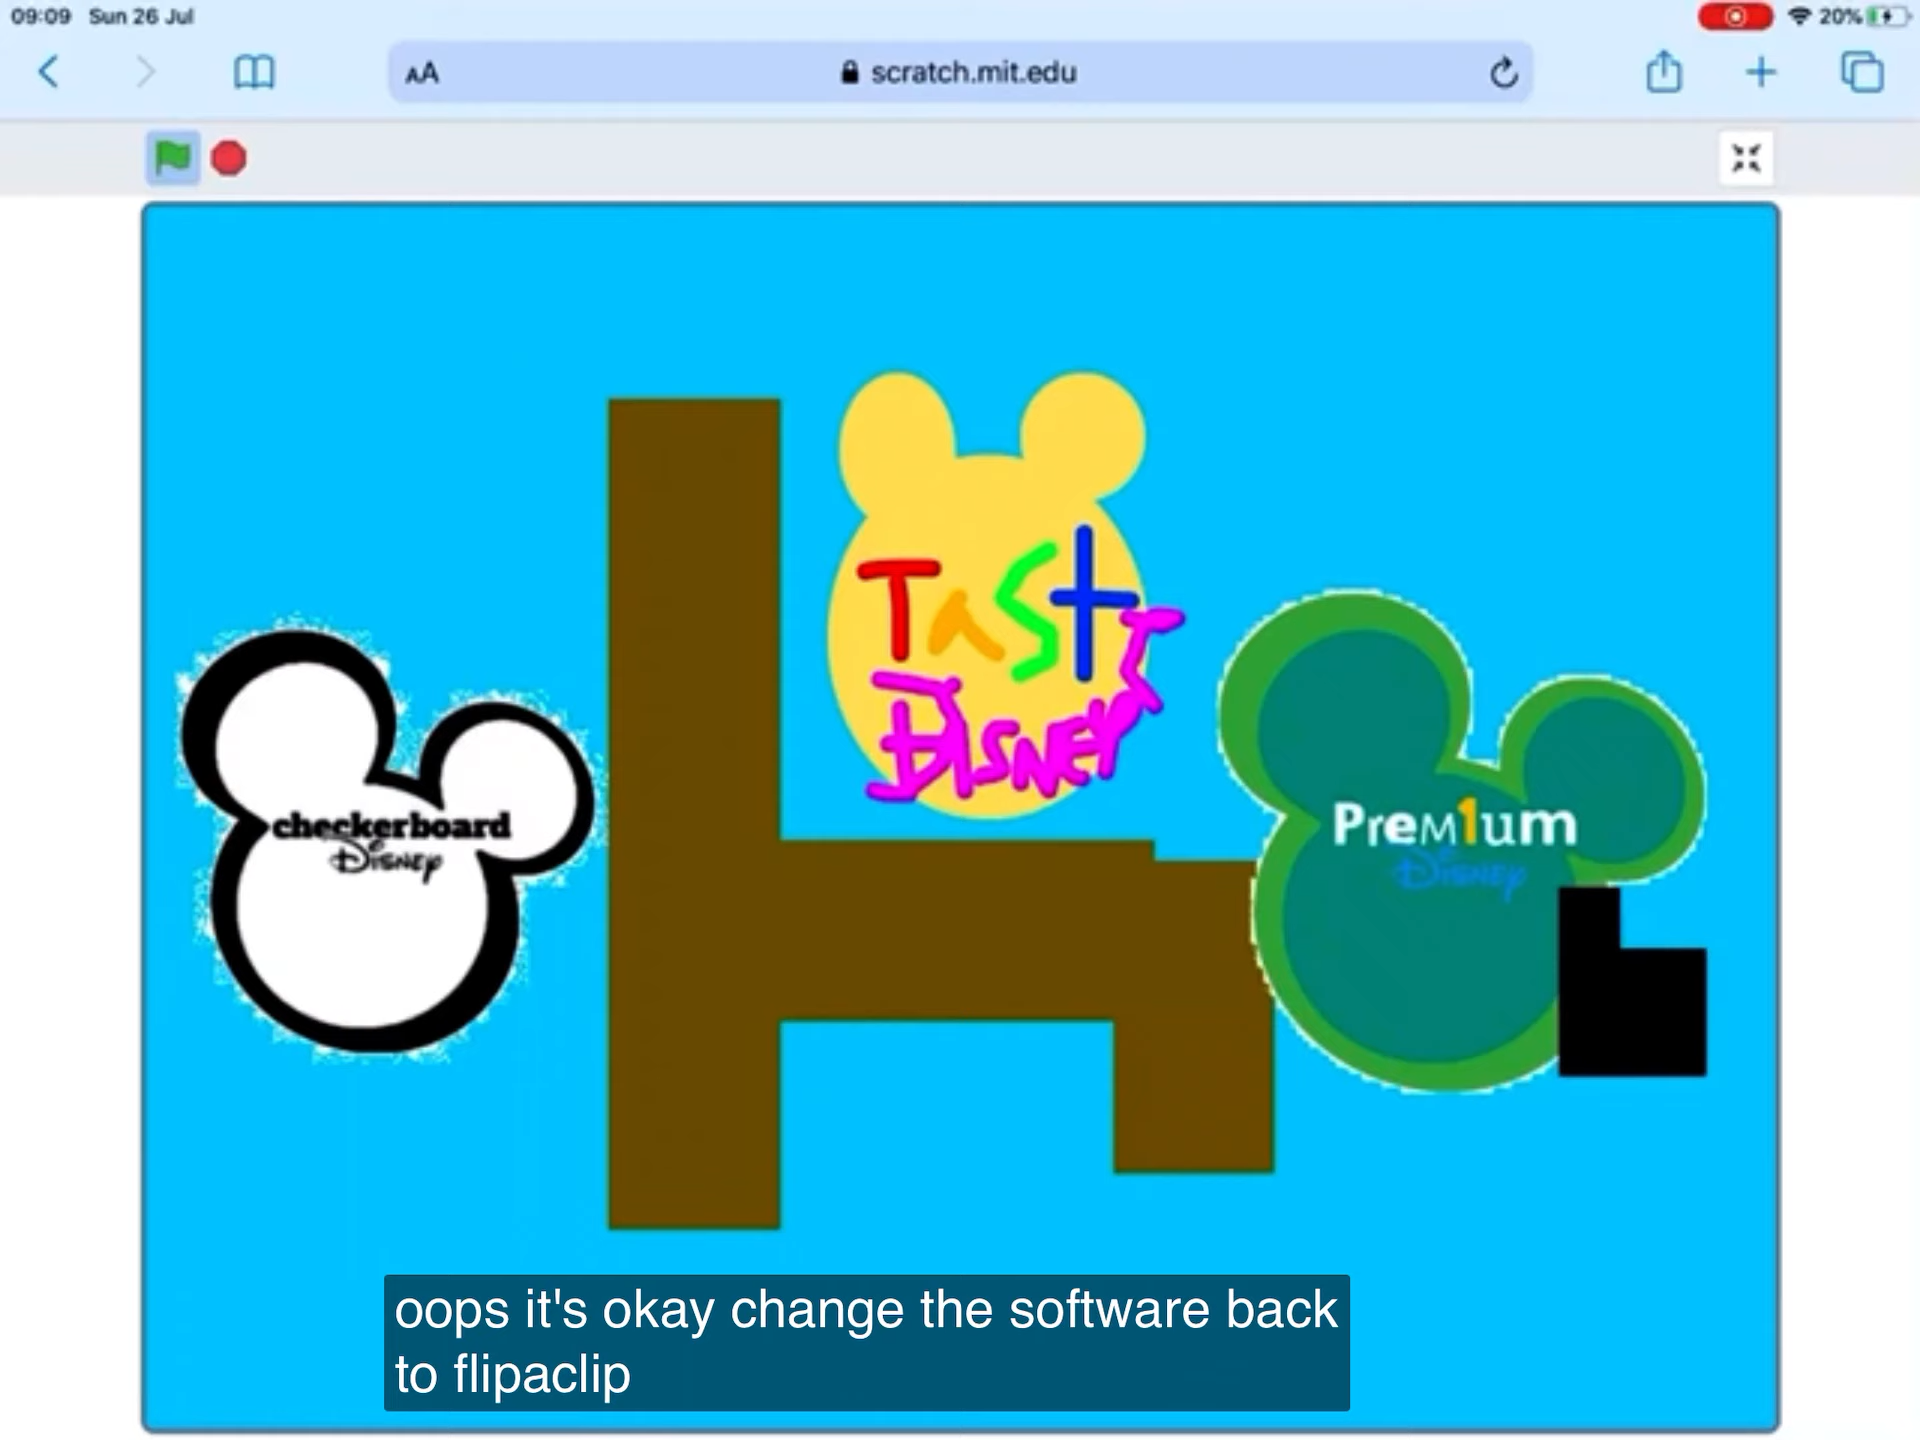 09:09 Sun 26 Jul
20%
AA
scratch.mit.edu
Tast
Disney
checkerboard
Disney
Prem1um
Disney
oops it's okay change the software back
to flipaclip